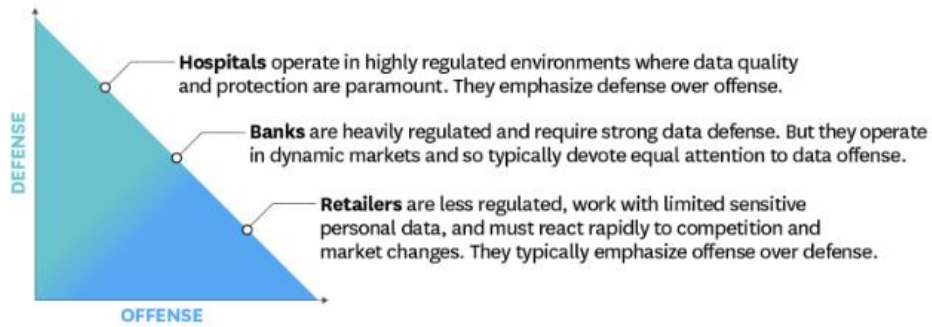 Hospitals operate in highly regulated environments where data quality
and protection are paramount. They emphasize defense over offense.
Banks are heavily regulated and require strong data defense. But they operate
in dynamic markets and so typically devote equal attention to data offense.
Retailers are less regulated, work with limited sensitive
personal data, and must react rapidly to competition and
market changes. They typically emphasize offense over defense.
DEFENSE
OFFENSE